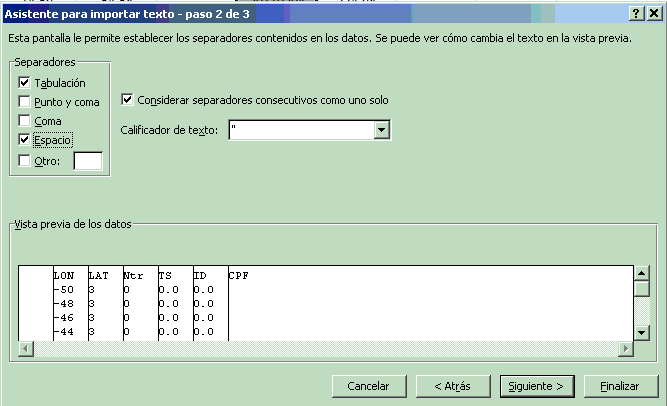 Asistente para importar texto - paso 2 de 3
Esta pantalla le permite establecer los separadores contenidos en los datos. Se puede ver cómo cambia el texto en la vista previa.
Separadores
Tabulación
Punto y coma
Coma
Espacio
Otro:
Considerar separadores consecutivos como uno solo
Calificador de texto: "
Vista previa de los datos
LON LAT Ntr TS ID CPF
-50 3 0 0.0 0.0
-48 3 0 0.0 0.0
-46 3 0 0.0 0.0
-44 3 0 0.0 0.0
Cancelar < Atrás Siguiente > Finalizar